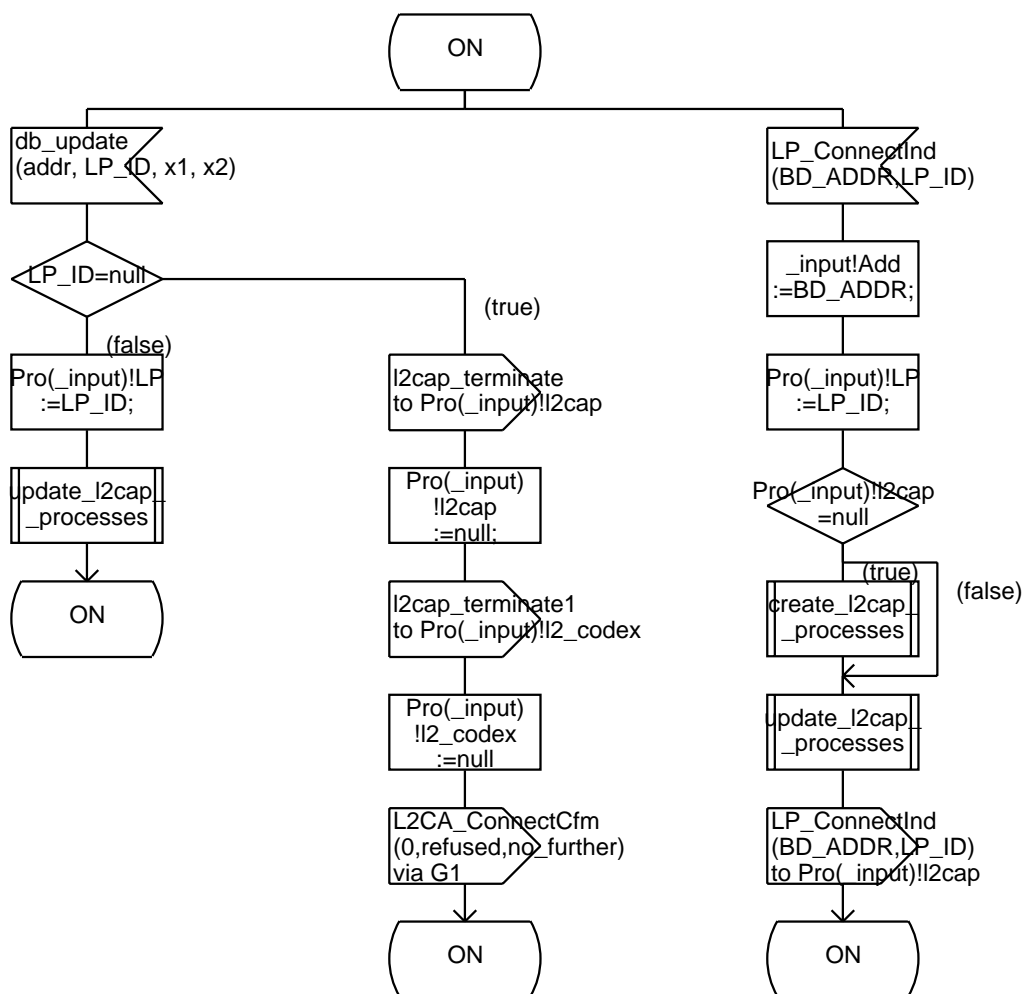 ON
db_update
(addr, LP_ID, x1, x2)
LP_ID=null
(false)
Pro(_input)!LP
:=LP_ID;
update_l2cap_
_processes
ON
(true)
l2cap_terminate
to Pro(_input)!l2cap
Pro(_input)
!l2cap
:=null;
l2cap_terminate1
to Pro(_input)!l2_codex
Pro(_input)
!l2_codex
:=null
L2CA_ConnectCfm
(0,refused,no_further)
via G1
ON
LP_ConnectInd
(BD_ADDR,LP_ID)
_input!Add
:=BD_ADDR;
Pro(_input)!LP
:=LP_ID;
Pro(_input)!l2cap
=null
(true)
(false)
create_l2cap_
_processes
update_l2cap_
_processes
LP_ConnectInd
(BD_ADDR,LP_ID)
to Pro(_input)!l2cap
ON